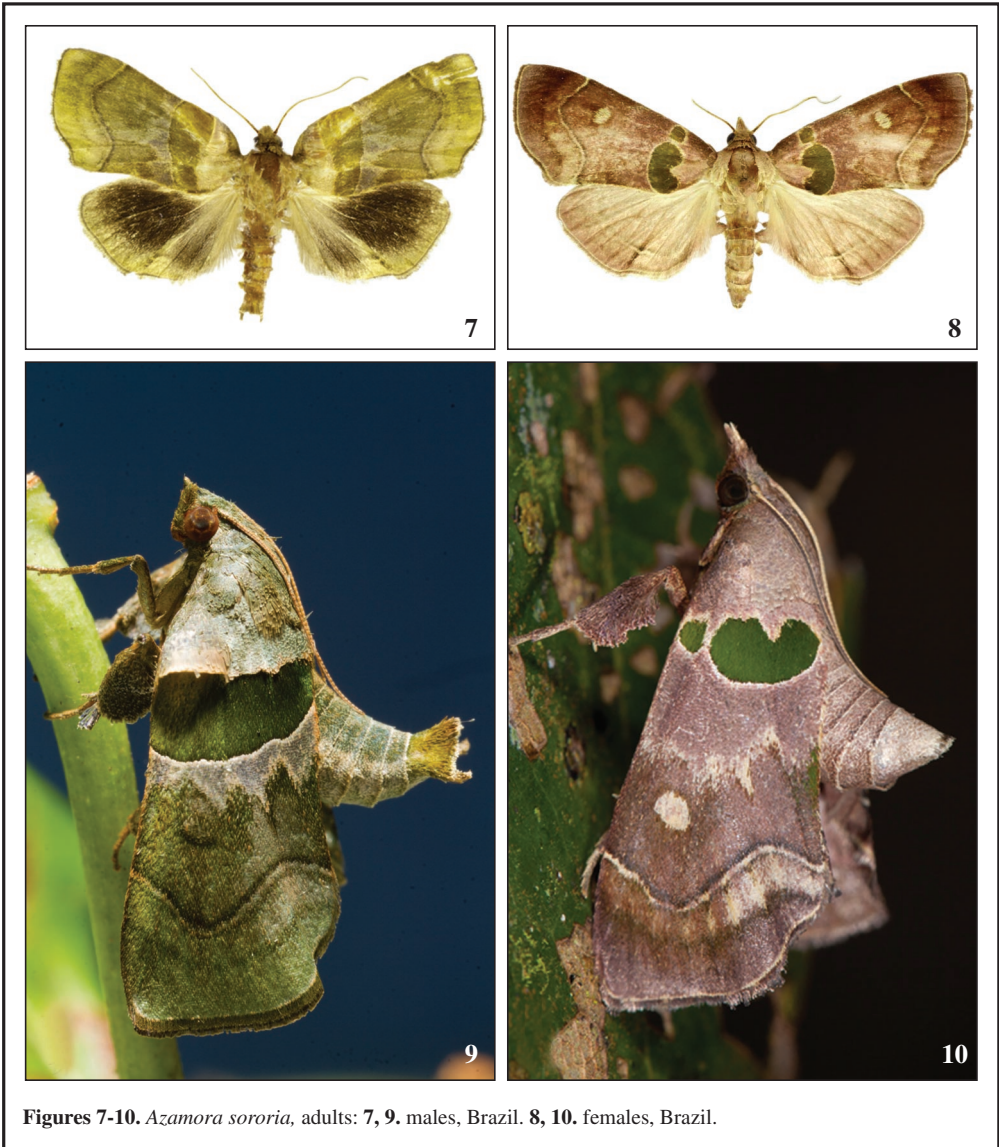 7
8
9
10
Figures 7-10. Azamora sororia, adults: 7, 9. males, Brazil. 8, 10. females, Brazil.